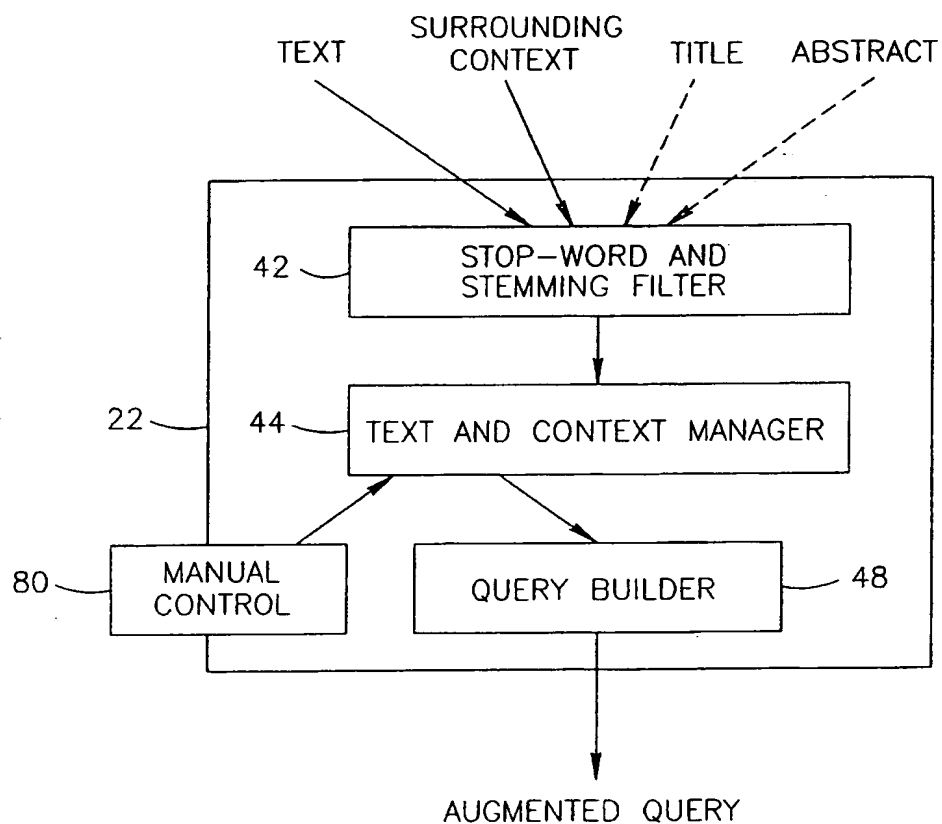 TEXT
SURROUNDING
CONTEXT
TITLE
ABSTRACT
42
STOP-WORD AND
STEMMING FILTER
22
44
TEXT AND CONTEXT MANAGER
80
MANUAL
CONTROL
QUERY BUILDER
48
AUGMENTED QUERY